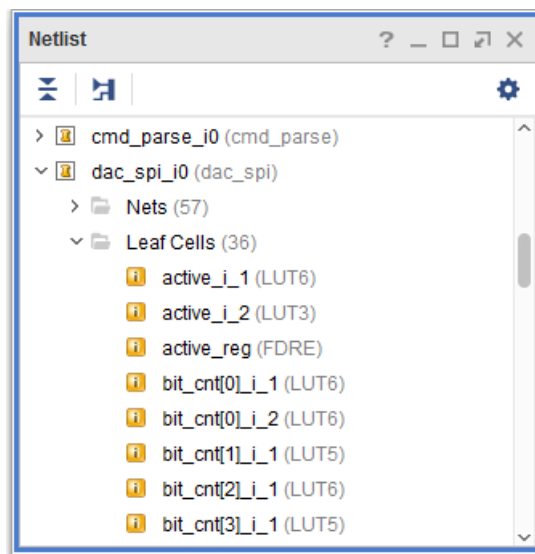 Netlist
cmd_parse_i0 (cmd_parse)
dac_spi_i0 (dac_spi)
Nets (57)
Leaf Cells (36)
active_i_1 (LUT6)
active_i_2 (LUT3)
active_reg (FDRE)
bit_cnt[0]_i_1 (LUT6)
bit_cnt[0]_i_2 (LUT6)
bit_cnt[1]_i_1 (LUT5)
bit_cnt[2]_i_1 (LUT6)
bit_cnt[3]_i_1 (LUT5)